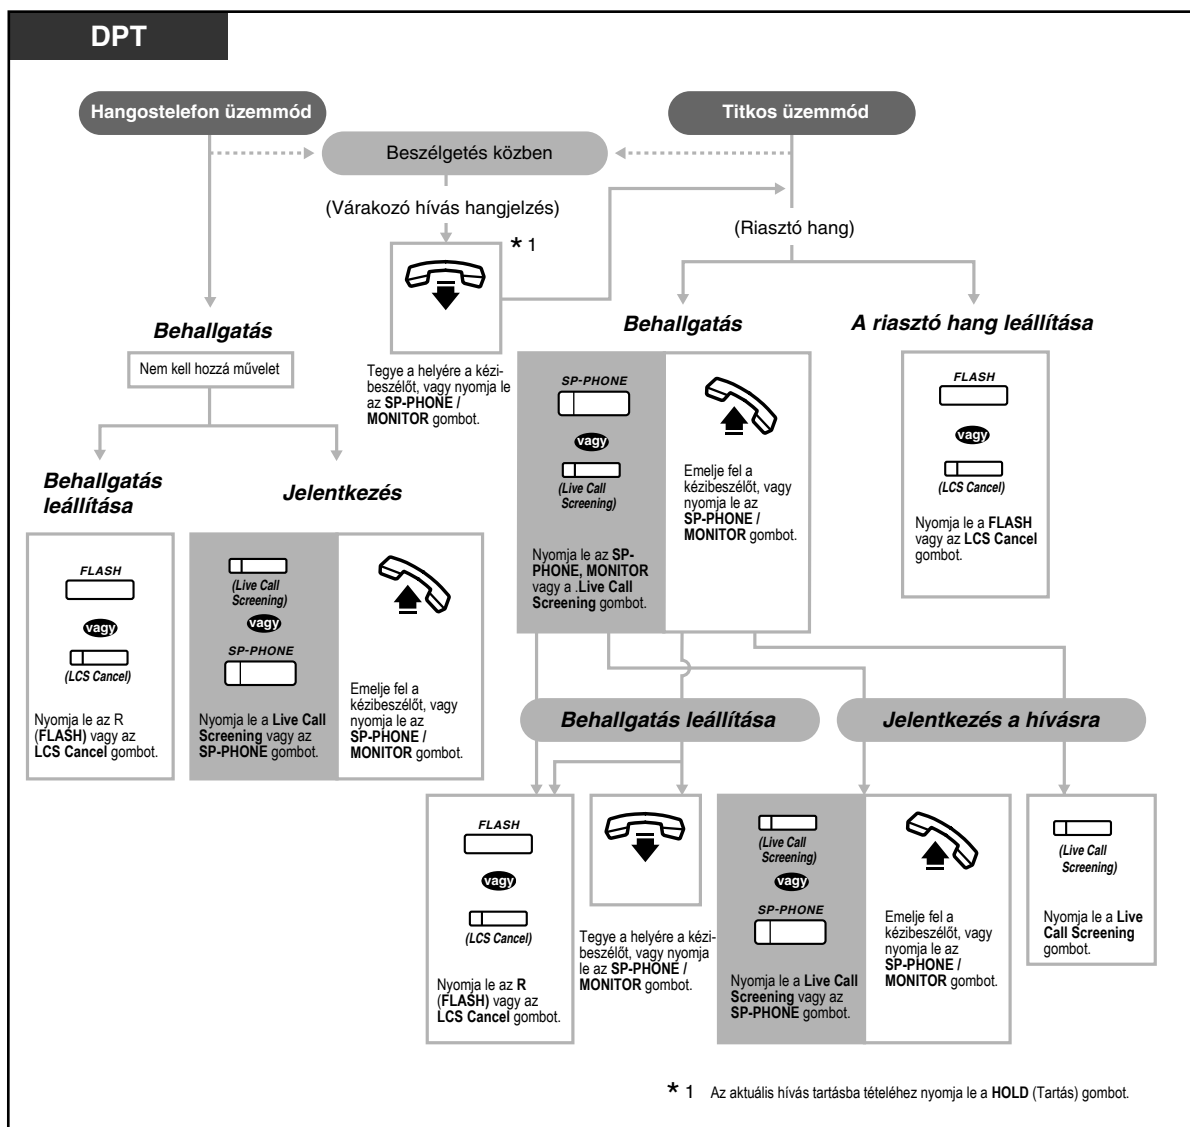 DPT
Hangostelefon üzemmód
Titkos üzemmód
Beszélgetés közben
(Várakozó hívás hangjelzés)
* 1
(Riasztó hang)
Behallgatás
Nem kell hozzá művelet
Tegye a helyére a kézi-
beszélőt, vagy nyomja le
az SP-PHONE /
MONITOR gombot.
Behallgatás
A riasztó hang leállítása
SP-PHONE
vagy
(Live Call
Screening)
Nyomja le az SP-
PHONE, MONITOR
vagy a .Live Call
Screening gombot.
Emelje fel a
kézibeszélőt, vagy
nyomja le az
SP-PHONE /
MONITOR gombot.
FLASH
vagy
(LCS Cancel)
Nyomja le a FLASH
vagy az LCS Cancel
gombot.
Behallgatás
leállítása
Jelentkezés
FLASH
vagy
(LCS Cancel)
Nyomja le az R
(FLASH) vagy az
LCS Cancel gombot.
(Live Call
Screening)
vagy
SP-PHONE
Nyomja le a Live Call
Screening vagy az
SP-PHONE gombot.
Emelje fel a
kézibeszélőt, vagy
nyomja le az
SP-PHONE /
MONITOR gombot.
Behallgatás leállítása
Jelentkezés a hívásra
FLASH
vagy
(LCS Cancel)
Nyomja le az R
(FLASH) vagy az
LCS Cancel gombot.
Tegye a helyére a kézi-
beszélőt, vagy nyomja
le az SP-PHONE /
MONITOR gombot.
(Live Call
Screening)
vagy
SP-PHONE
Nyomja le a Live Call
Screening vagy az
SP-PHONE gombot.
Emelje fel a
kézibeszélőt, vagy
nyomja le az
SP-PHONE /
MONITOR gombot.
(Live Call
Screening)
Nyomja le a Live
Call Screening
gombot.
* 1 Az aktuális hívás tartásba tételéhez nyomja le a HOLD (Tartás) gombot.